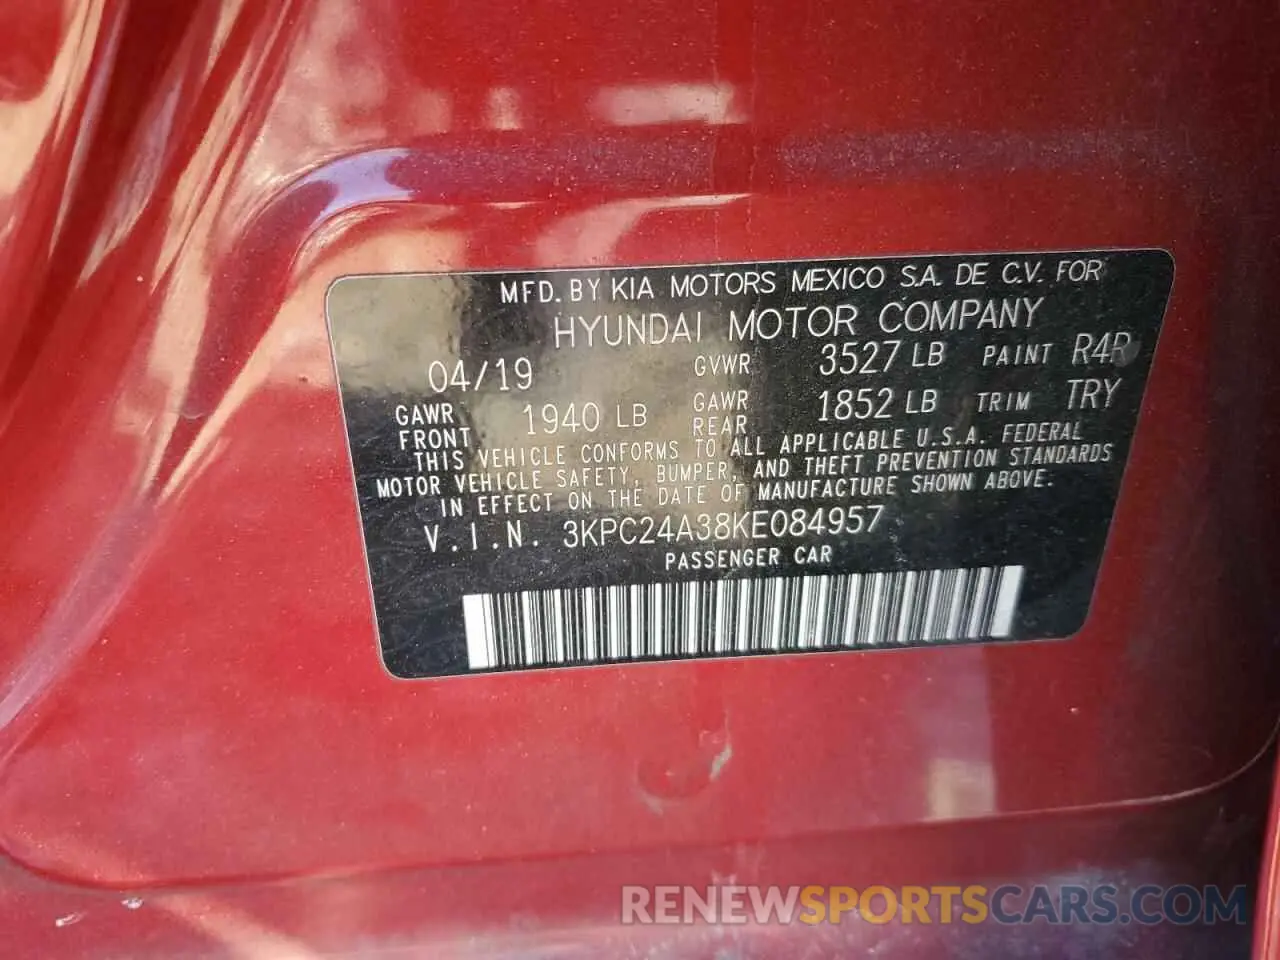 MFD. BY KIA MOTORS MEXICO S.A. DE C.V. FOR
HYUNDAI MOTOR COMPANY
04/19 GVWR 3527 LB PAINT R4R
GAWR FRONT 1940 LB GAWR REAR 1852 LB TRIM TRY
THIS VEHICLE CONFORMS TO ALL APPLICABLE U.S.A. FEDERAL
MOTOR VEHICLE SAFETY, BUMPER, AND THEFT PREVENTION STANDARDS
IN EFFECT ON THE DATE OF MANUFACTURE SHOWN ABOVE.
V.I.N. 3KPC24A38KE084957
PASSENGER CAR
RENEWSPORTSCARS.COM